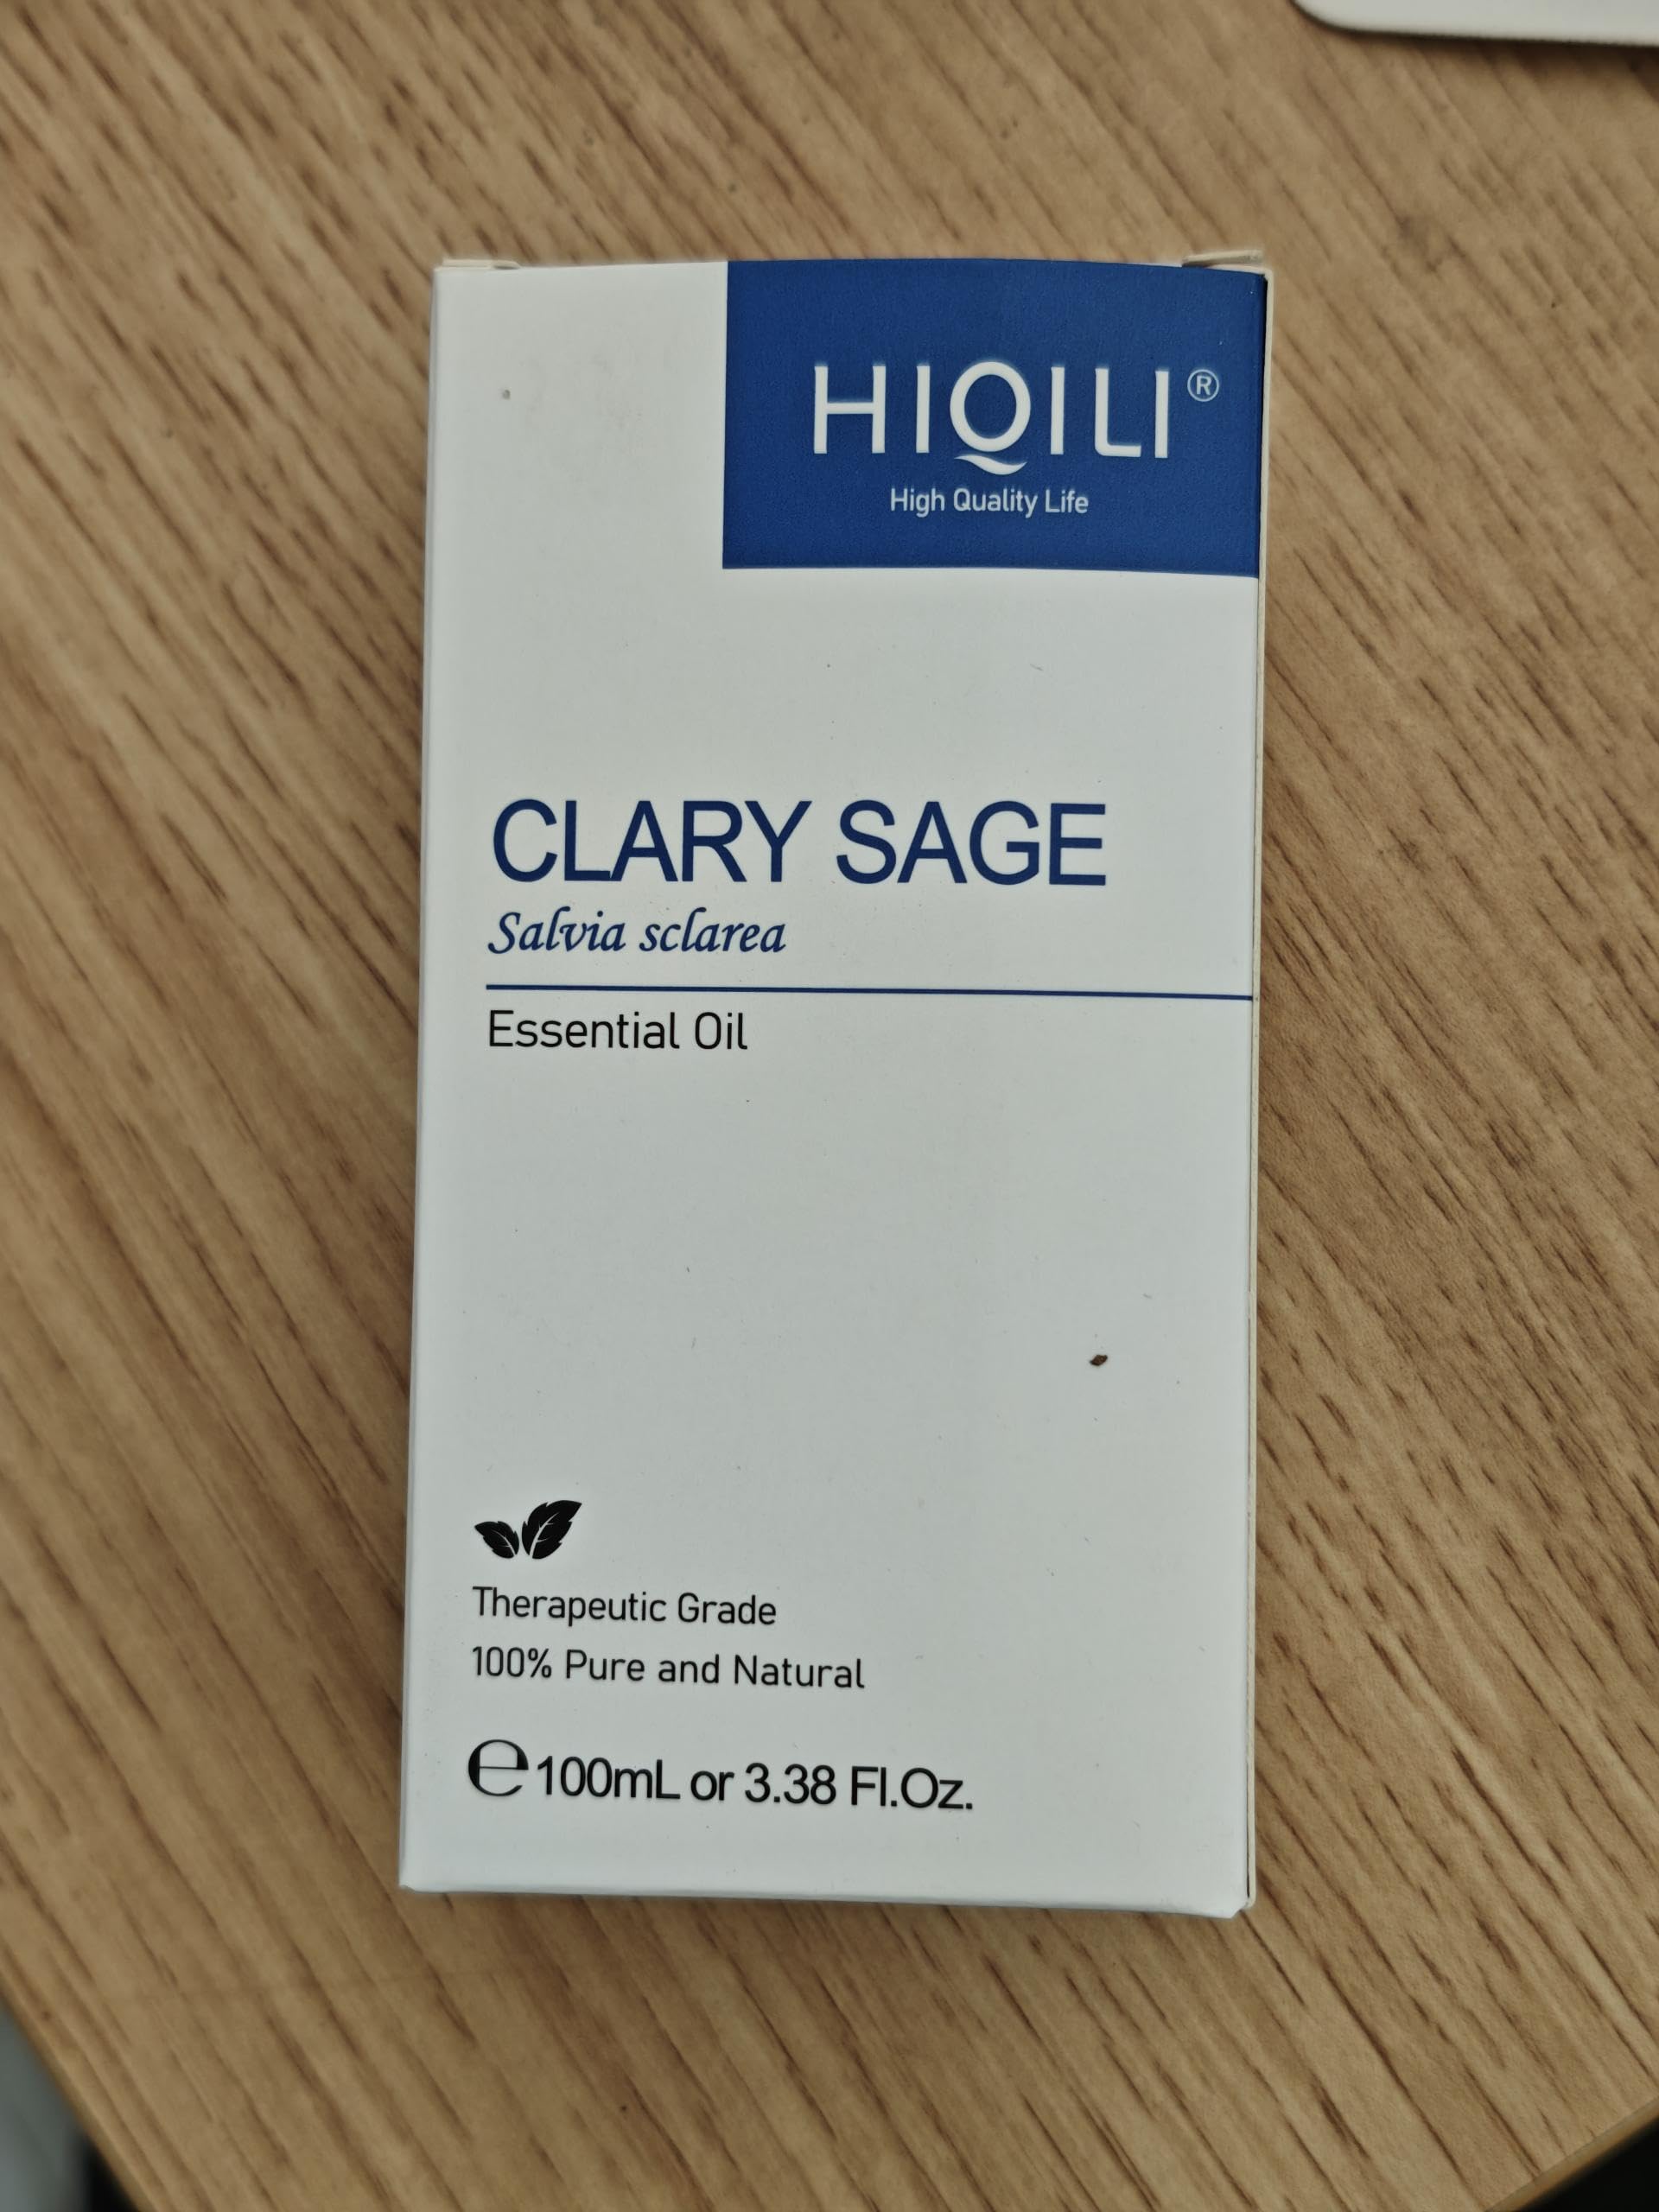 HIQILI®
High Quality Life
CLARY SAGE
Salvia sclarea
Essential Oil
Therapeutic Grade
100% Pure and Natural
℮100mL or 3.38 Fl.Oz.